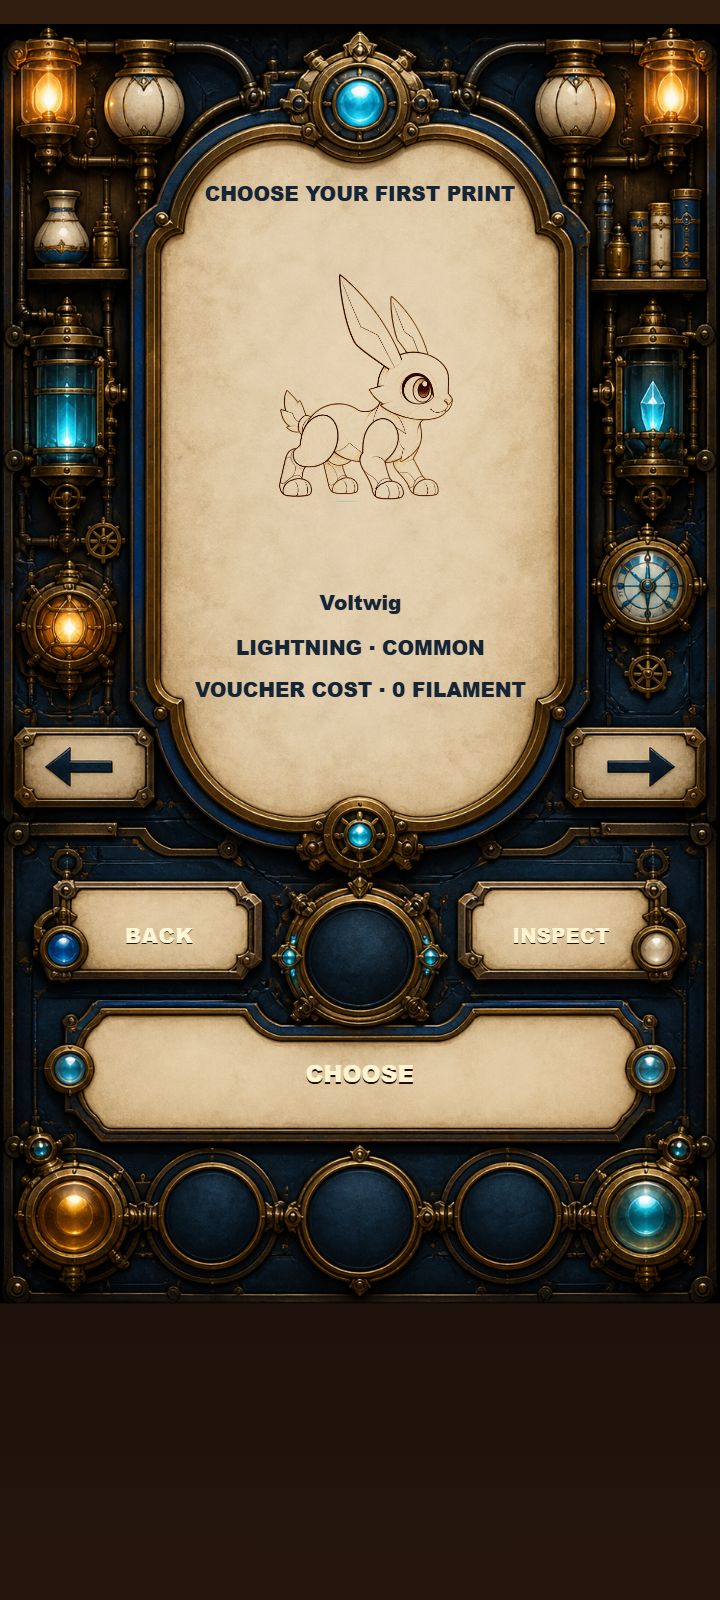 CHOOSE YOUR FIRST PRINT
Voltwig
LIGHTNING · COMMON
VOUCHER COST · 0 FILAMENT
BACK
INSPECT
CHOOSE